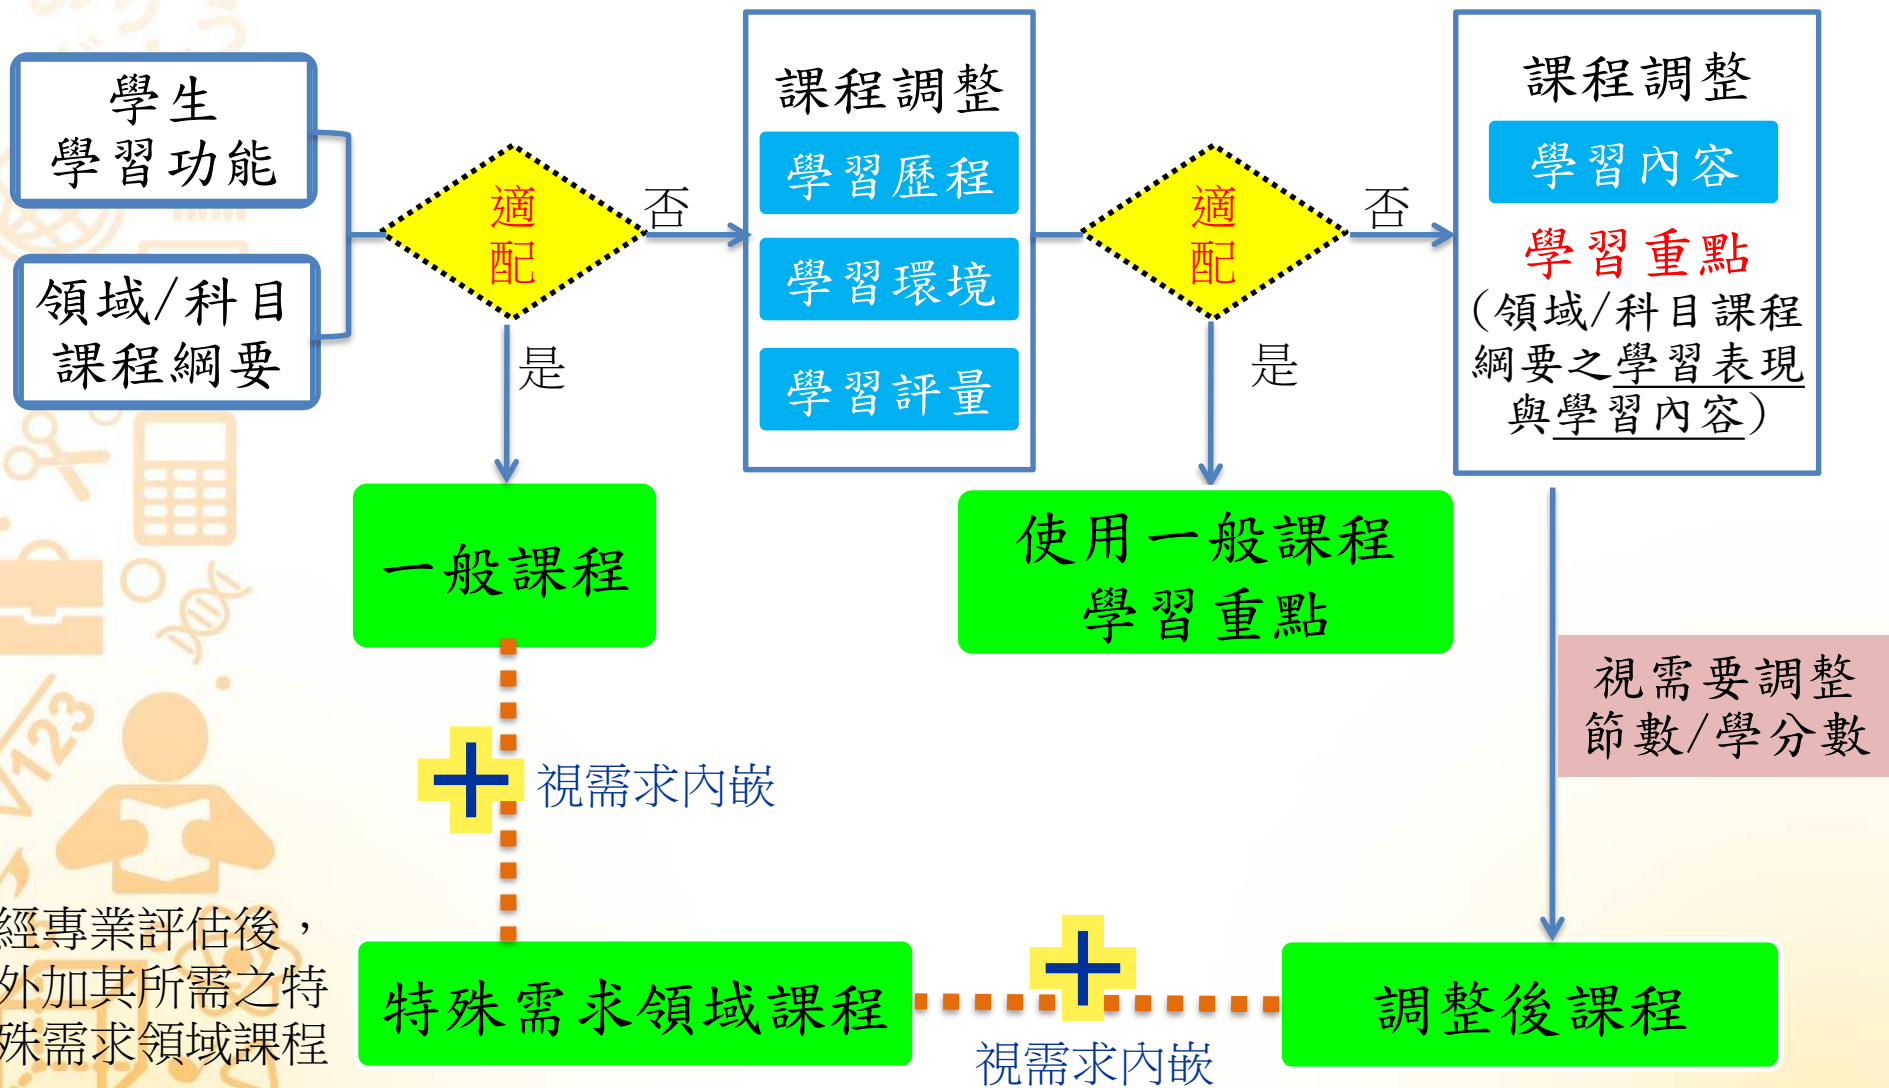 學生
學習功能
領域/科目
課程綱要
適
配
否
是
一般課程
課程調整
學習歷程
學習環境
學習評量
適
配
否
是
使用一般課程
學習重點
課程調整
學習內容
學習重點
(領域/科目課程
綱要之學習表現
與學習內容)
視需要調整
節數/學分數
視需求內嵌
經專業評估後，
外加其所需之特
殊需求領域課程
特殊需求領域課程
視需求內嵌
調整後課程
√123